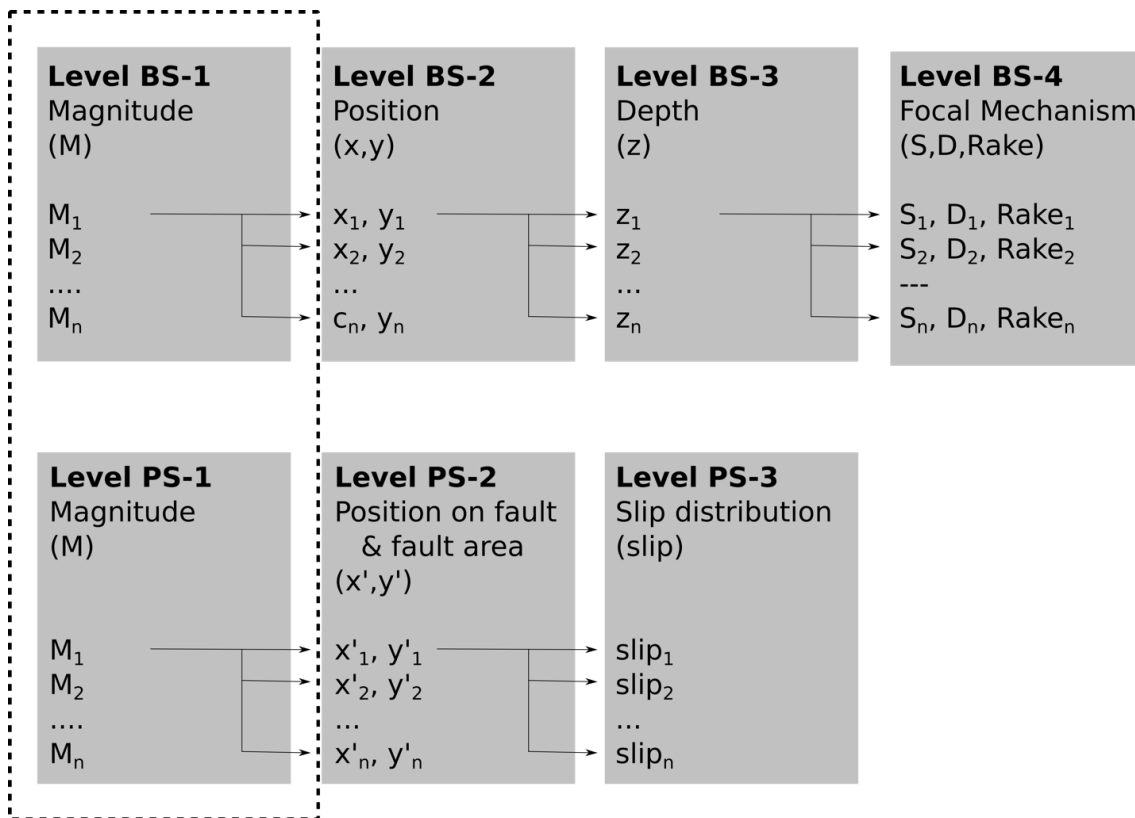 Level BS-1
Magnitude
(M)
M₁
M₂
....
Mₙ
Level BS-2
Position
(x,y)
x₁, y₁
x₂, y₂
...
cₙ, yₙ
Level BS-3
Depth
(z)
z₁
z₂
...
zₙ
Level BS-4
Focal Mechanism
(S,D,Rake)
S₁, D₁, Rake₁
S₂, D₂, Rake₂
---
Sₙ, Dₙ, Rakeₙ
Level PS-1
Magnitude
(M)
M₁
M₂
....
Mₙ
Level PS-2
Position on fault
& fault area
(x',y')
x'₁, y'₁
x'₂, y'₂
...
x'ₙ, y'ₙ
Level PS-3
Slip distribution
(slip)
slip₁
slip₂
...
slipₙ